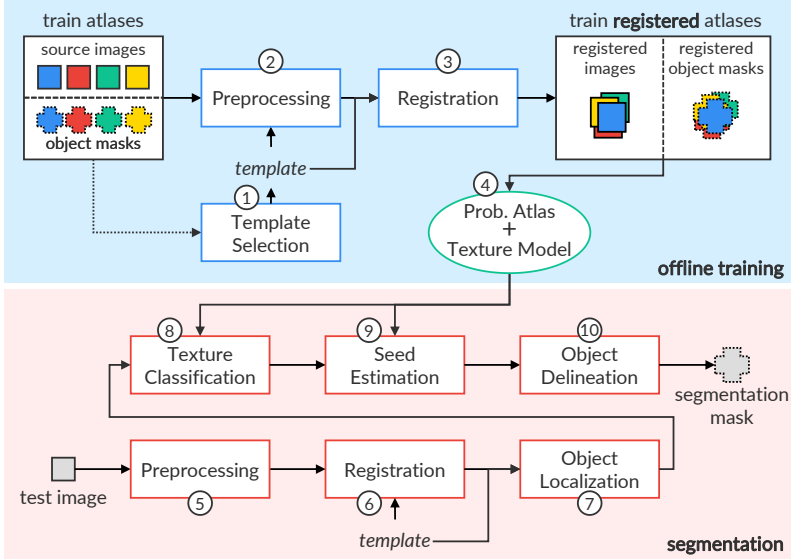 train atlases
source images
object masks
2
Preprocessing
3
Registration
template
1
Template
Selection
train registered atlases
registered
images
registered
object masks
4
Prob. Atlas
+
Texture Model
offline training
8
Texture
Classification
9
Seed
Estimation
10
Object
Delineation
segmentation
mask
test image
Preprocessing
5
Registration
6
template
Object
Localization
7
segmentation